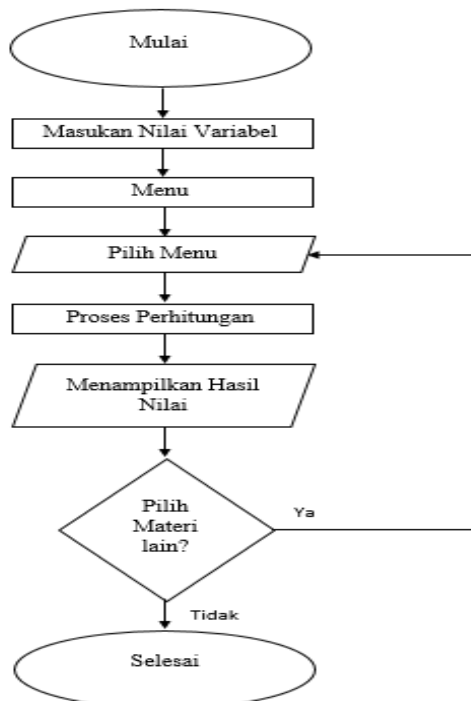 Mulai
Masukan Nilai Variabel
Menu
Pilih Menu
Proses Perhitungan
Menampilkan Hasil
Nilai
Pilih
Materi
lain?
Ya
Tidak
Selesai